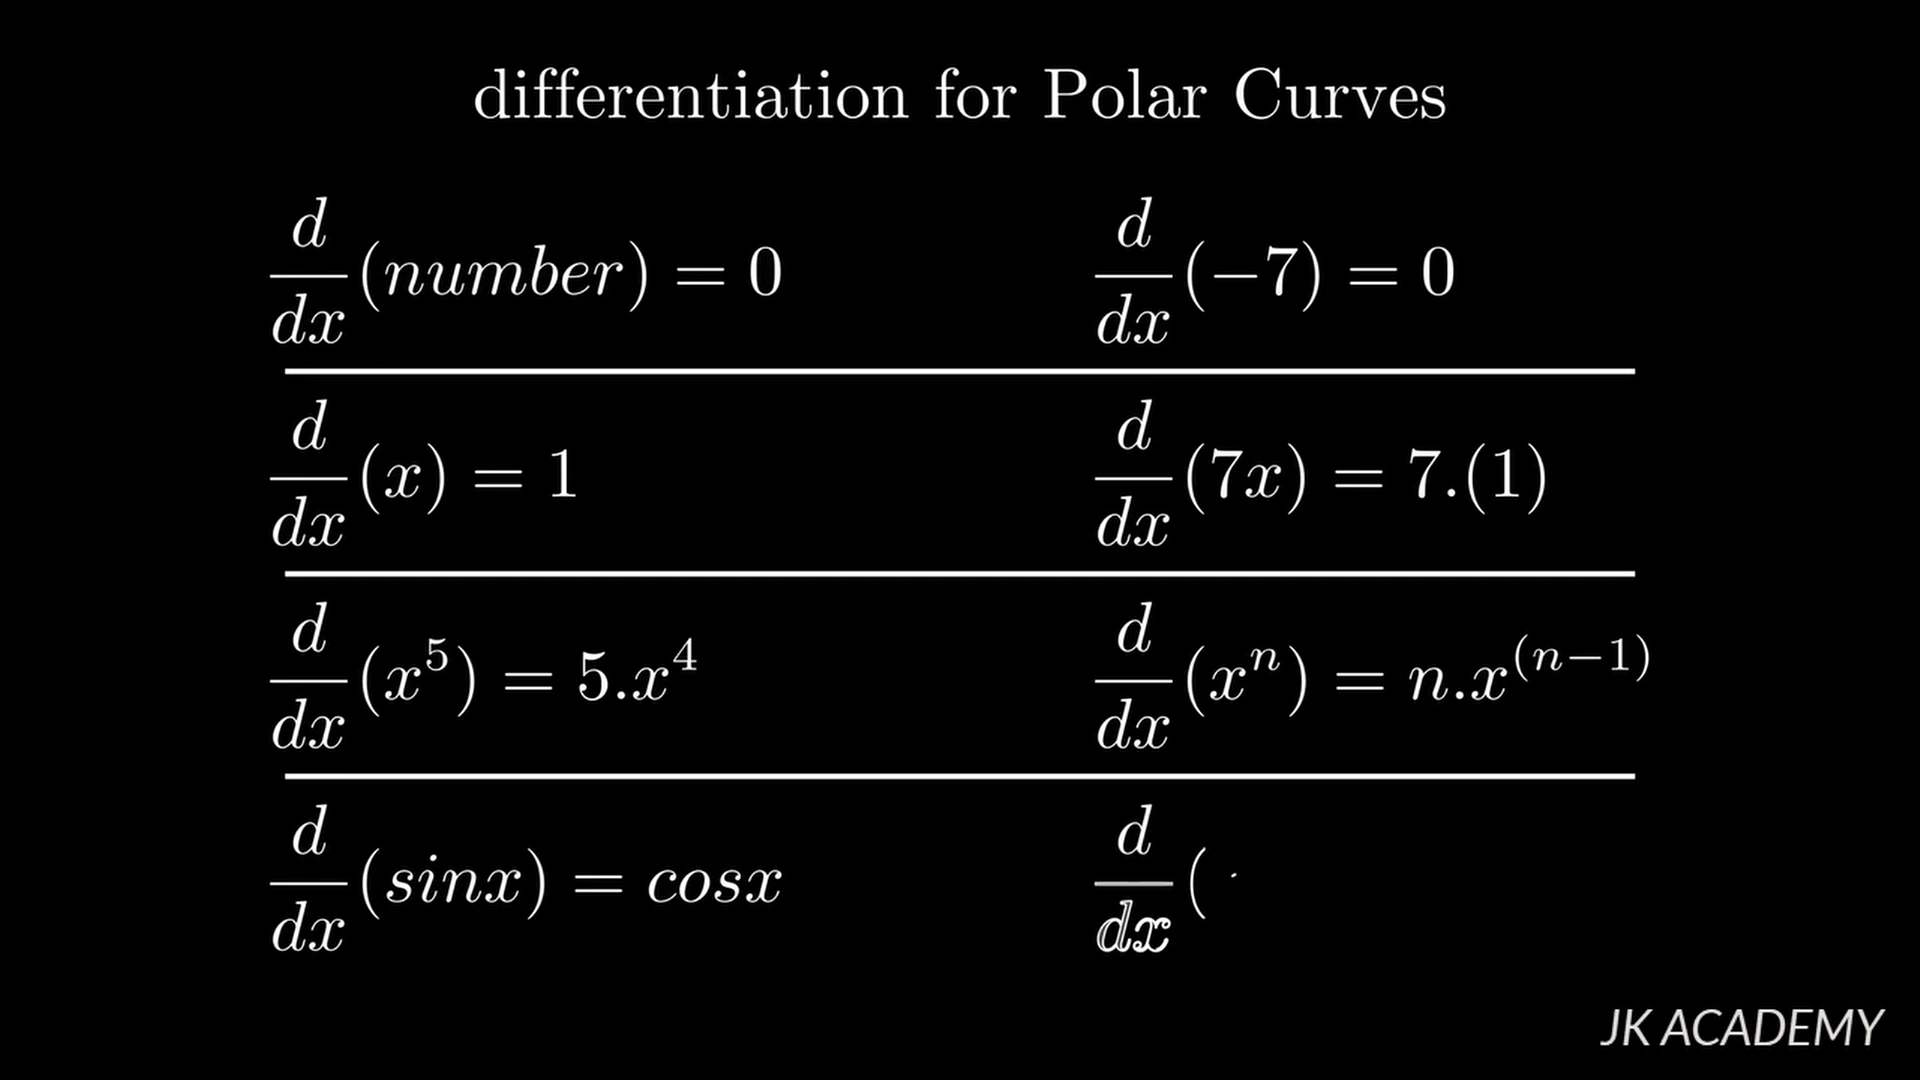 differentiation for Polar Curves
d/dx (number) = 0    d/dx (−7) = 0
d/dx (x) = 1    d/dx (7x) = 7.(1)
d/dx (x^5) = 5.x^4    d/dx (x^n) = n.x^(n−1)
d/dx (sinx) = cosx    d/dx (
JK ACADEMY